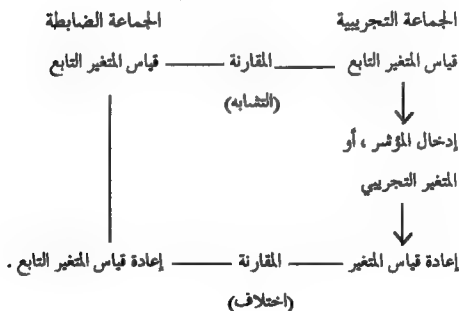 الجماعة التجريبية الجماعة الضابطة
قياس المتغير التابع المقارنة قياس المتغير التابع
(التشابه)
إدخال المؤشر ، أو
المتغير التجريبي
إعادة قياس المتغير المقارنة إعادة قياس المتغير التابع .
(اختلاف)